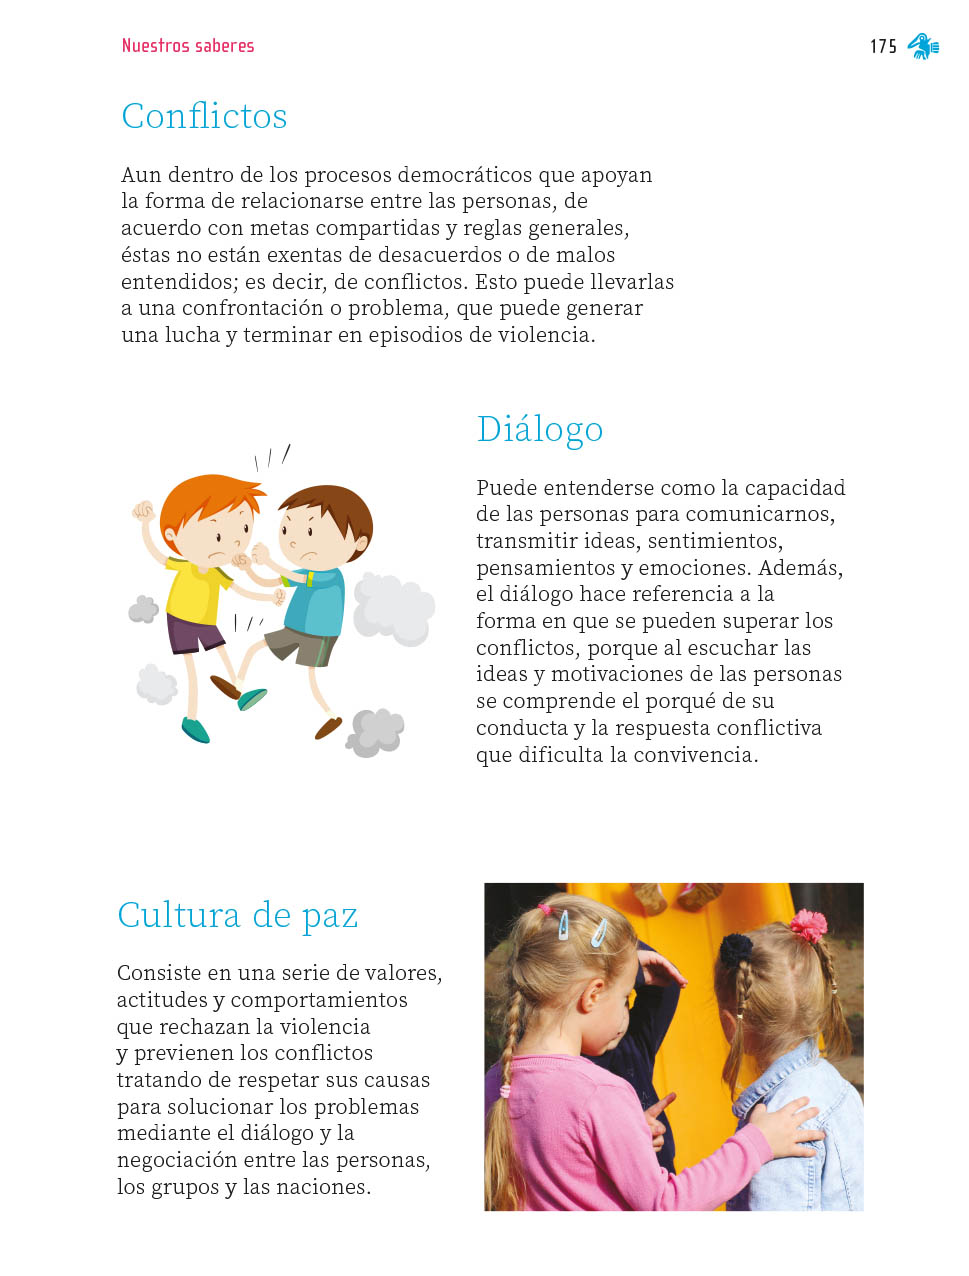 Nuestros saberes
175
Conflictos
Aun dentro de los procesos democráticos que apoyan
la forma de relacionarse entre las personas, de
acuerdo con metas compartidas y reglas generales,
éstas no están exentas de desacuerdos o de malos
entendidos; es decir, de conflictos. Esto puede llevarlas
a una confrontación o problema, que puede generar
una lucha y terminar en episodios de violencia.
Diálogo
Puede entenderse como la capacidad
de las personas para comunicarnos,
transmitir ideas, sentimientos,
pensamientos y emociones. Además,
el diálogo hace referencia a la
forma en que se pueden superar los
conflictos, porque al escuchar las
ideas y motivaciones de las personas
se comprende el porqué de su
conducta y la respuesta conflictiva
que dificulta la convivencia.
Cultura de paz
Consiste en una serie de valores,
actitudes y comportamientos
que rechazan la violencia
y previenen los conflictos
tratando de respetar sus causas
para solucionar los problemas
mediante el diálogo y la
negociación entre las personas,
los grupos y las naciones.